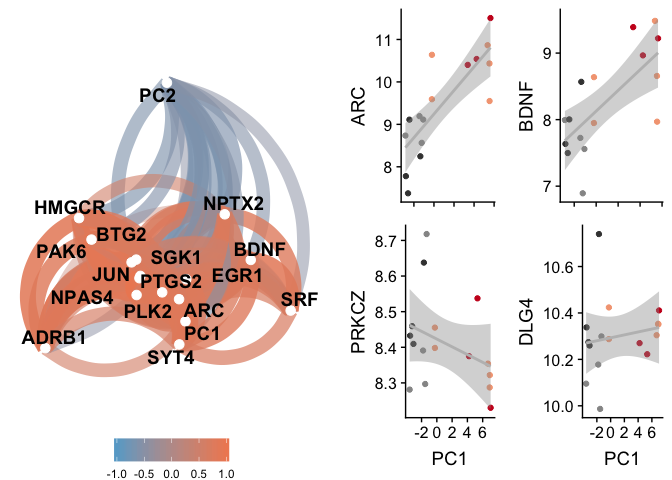 PC2
HMGCR
NPTX2
BTG2
PAK6
SGK1
BDNF
JUN
PTGS2
EGR1
NPAS4
PLK2
ARC
SRF
ADRB1
PC1
SYT4
-1.0 -0.5 0.0 0.5 1.0
ARC
11
10
9
8
BDNF
9
8
7
PRKCZ
8.7
8.6
8.5
8.4
8.3
-2 0 2 4 6
PC1
DLG4
10.6
10.4
10.2
10.0
-2 0 2 4 6
PC1